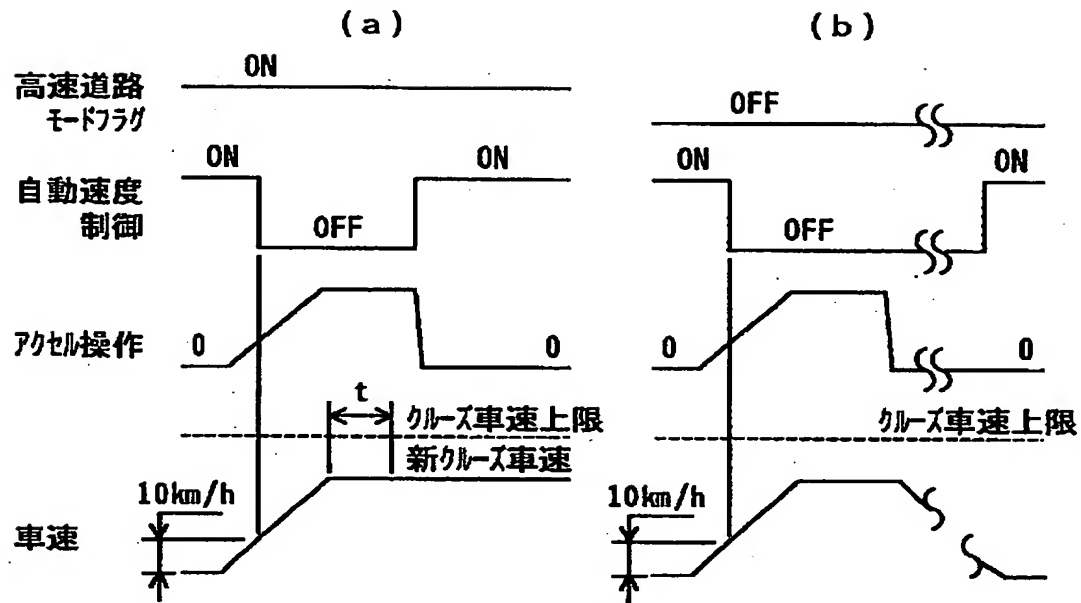 (a)
(b)
高速道路
モードフラグ
ON
OFF
自動速度
制御
ON
OFF
ON
ON
OFF
ON
アクセル操作
0
0
0
0
t
クルーズ車速上限
新クルーズ車速
クルーズ車速上限
車速
10km/h
10km/h